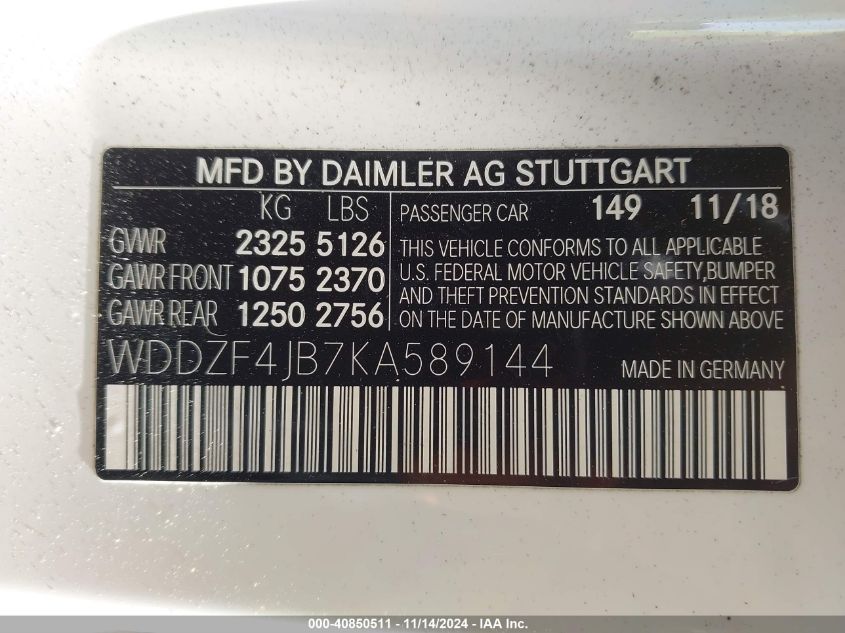 MFD BY DAIMLER AG STUTTGART
KG LBS
GVWR 2325 5126
GAWR FRONT 1075 2370
GAWR REAR 1250 2756
PASSENGER CAR 149 11/18
THIS VEHICLE CONFORMS TO ALL APPLICABLE
U.S. FEDERAL MOTOR VEHICLE SAFETY,BUMPER
AND THEFT PREVENTION STANDARDS IN EFFECT
ON THE DATE OF MANUFACTURE SHOWN ABOVE
WDDZF4JB7KA589144 MADE IN GERMANY
000-40850511 - 11/14/2024 - IAA Inc.